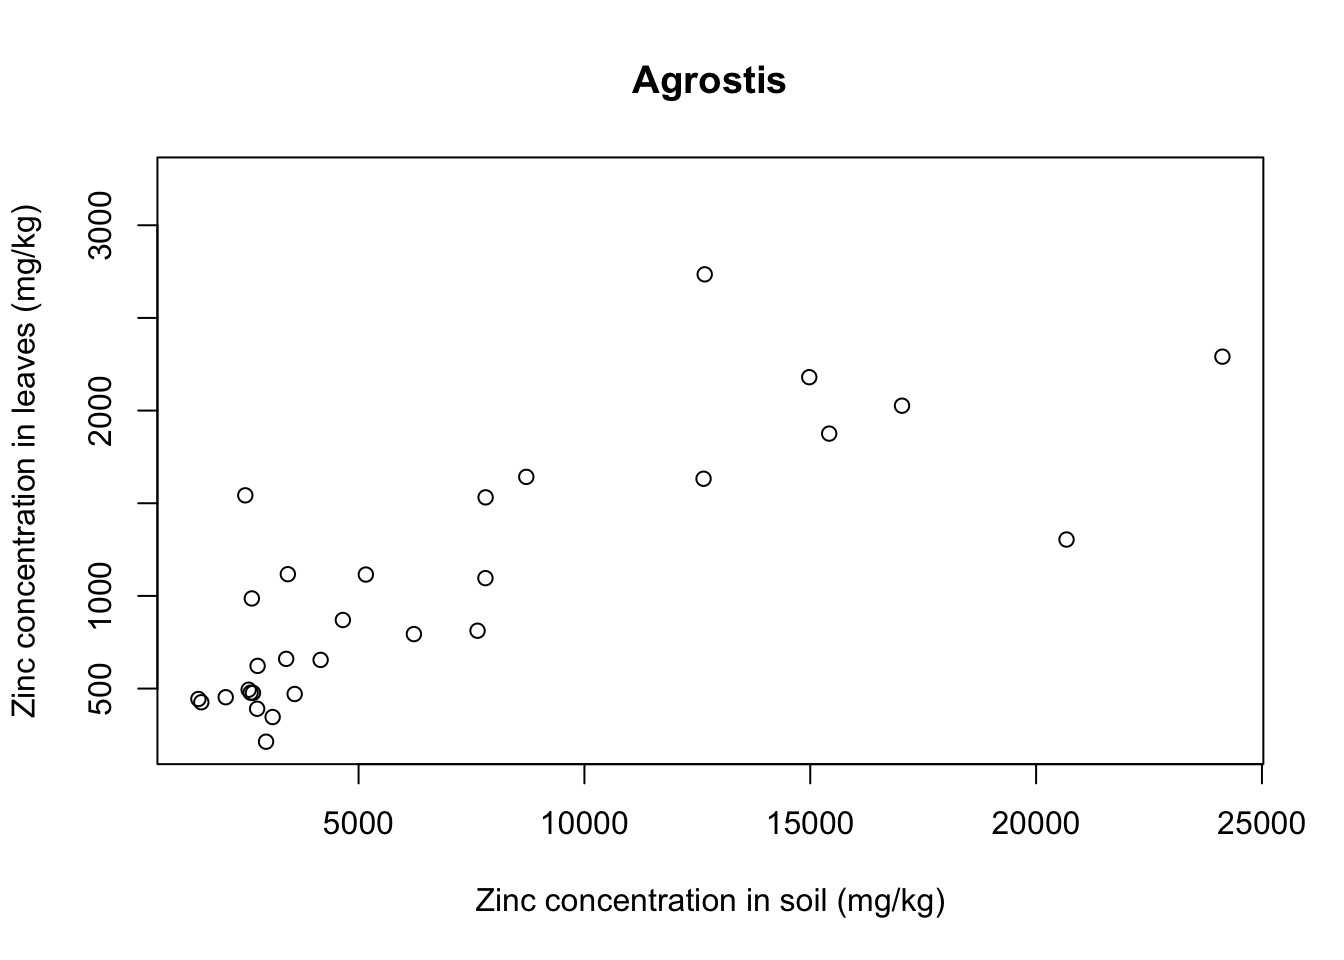 Agrostis
Zinc concentration in leaves (mg/kg)
3000
2000
1000
500
5000 10000 15000 20000 25000
Zinc concentration in soil (mg/kg)